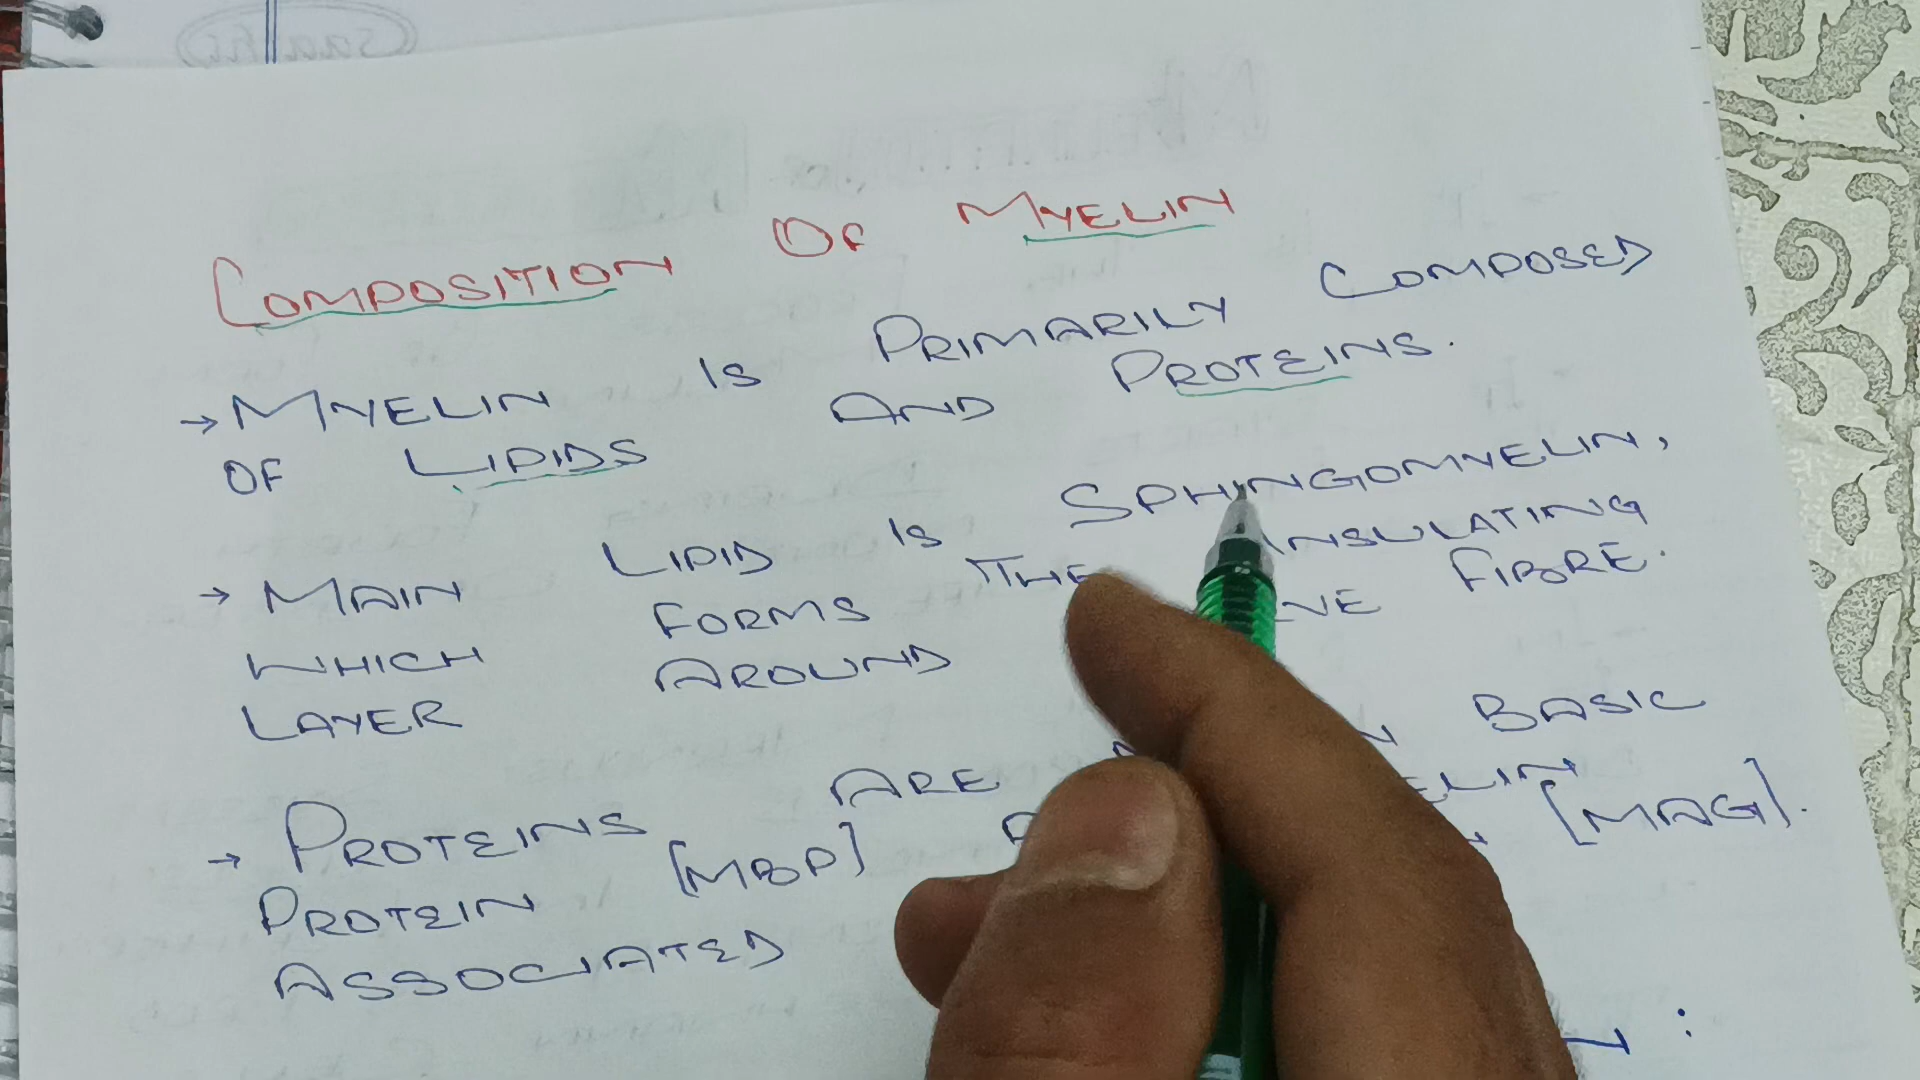 COMPOSITION OF MYELIN
→ MYELIN IS PRIMARILY COMPOSED
OF LIPIDS AND PROTEINS.
→ MAIN LIPID IS SPHINGOMYELIN,
WHICH FORMS THE INSULATING
LAYER AROUND FIBRE.
→ PROTEINS ARE BASIC
PROTEIN [MBP]
ASSOCIATED [MAG].